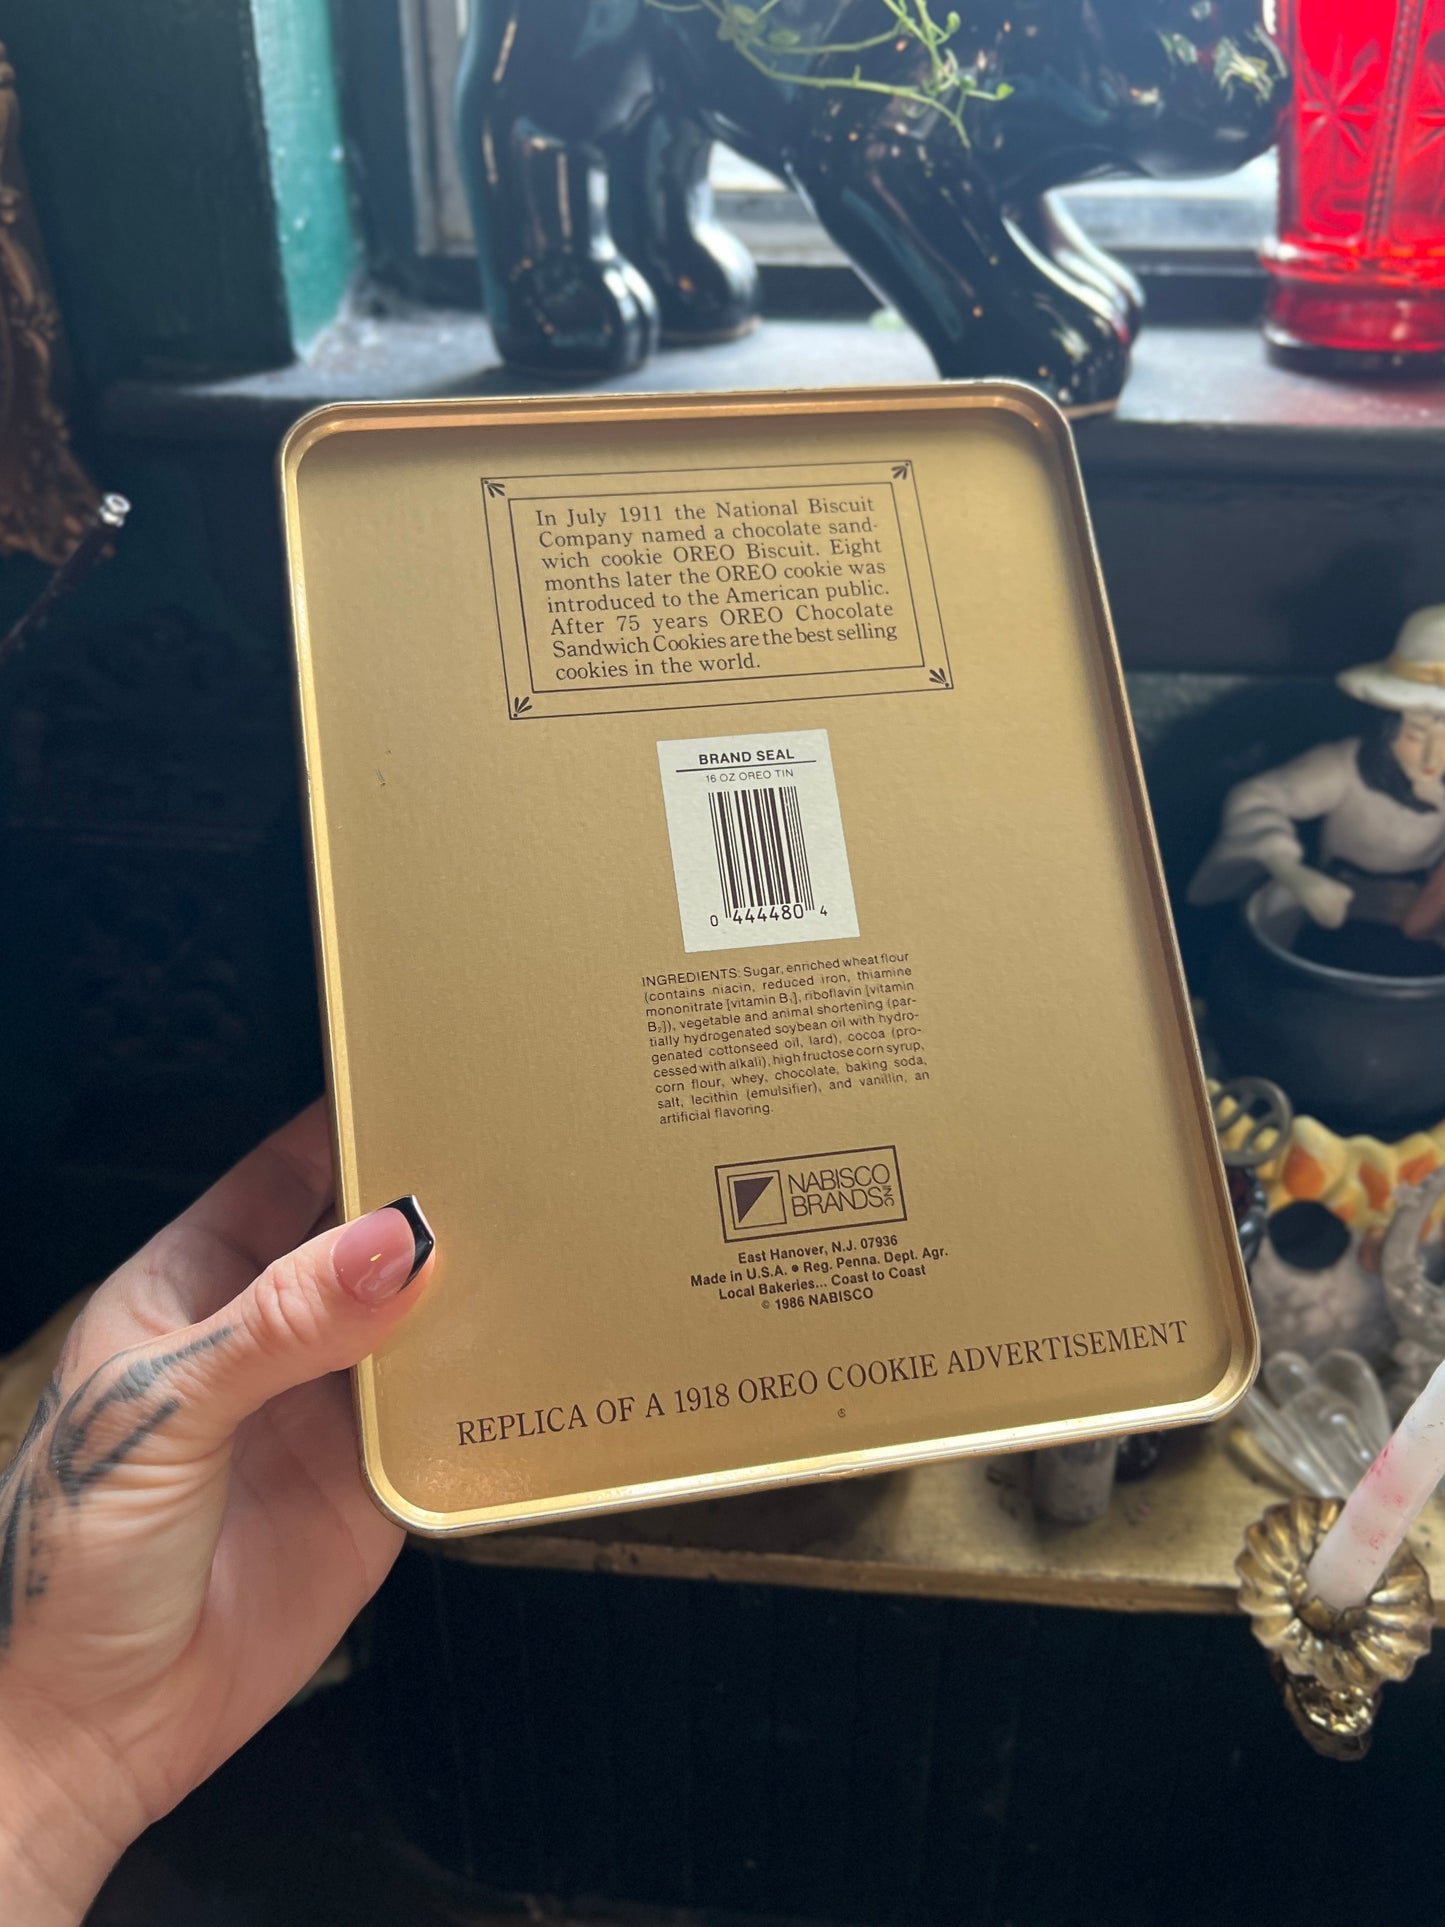 In July 1911 the National Biscuit
Company named a chocolate sand-
wich cookie OREO Biscuit. Eight
months later the OREO cookie was
introduced to the American public.
After 75 years OREO Chocolate
Sandwich Cookies are the best selling
cookies in the world.
BRAND SEAL
16 OZ OREO TIN
0 444480 4
INGREDIENTS: Sugar, enriched wheat flour
(contains niacin, reduced iron, thiamine
mononitrate [vitamin B₁], riboflavin [vitamin
B₂]), vegetable and animal shortening (par-
tially hydrogenated soybean oil with hydro-
genated cottonseed oil, lard), cocoa (pro-
cessed with alkali), high fructose corn syrup,
corn flour, whey, chocolate, baking soda,
salt, lecithin (emulsifier), and vanillin, an
artificial flavoring.
NABISCO
BRANDS INC
East Hanover, N.J. 07936
Made in U.S.A. • Reg. Penna. Dept. Agr.
Local Bakeries... Coast to Coast
© 1986 NABISCO
REPLICA OF A 1918 OREO COOKIE ADVERTISEMENT